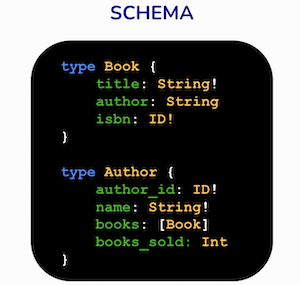 SCHEMA
type Book {
title: String!
author: String
isbn: ID!
}
type Author {
author_id: ID!
name: String!
books: [Book]
books_sold: Int
}